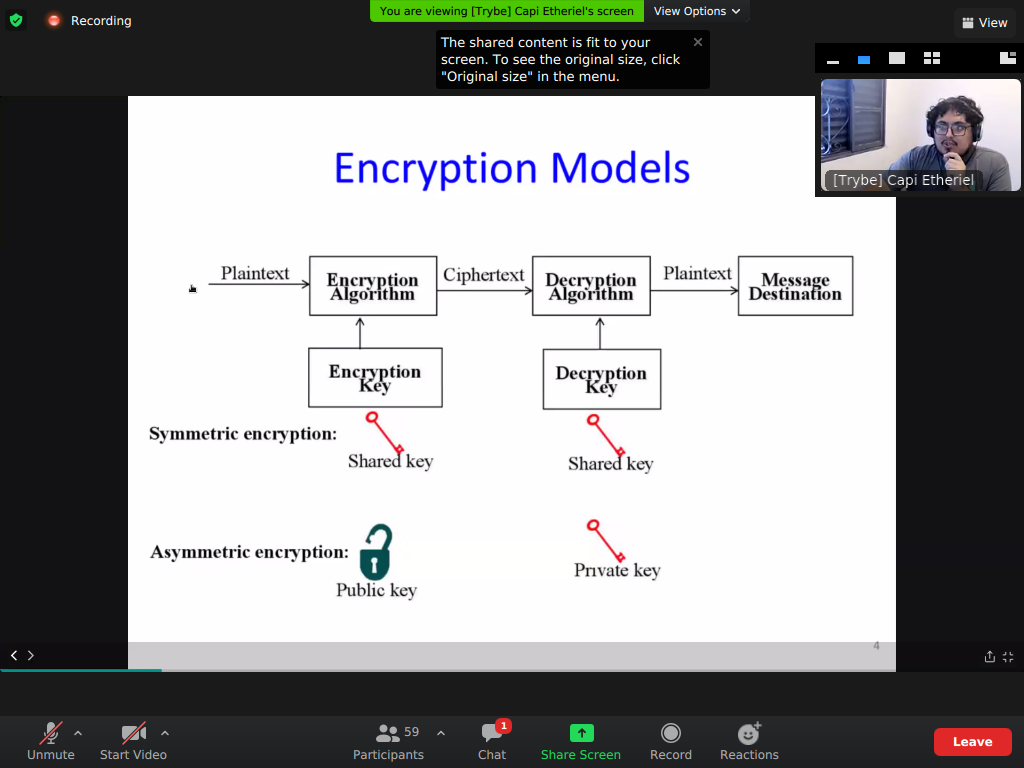 Recording
You are viewing [Trybe] Capi Etheriel's screen
View Options
View
The shared content is fit to your
screen. To see the original size, click
"Original size" in the menu.
[Trybe] Capi Etheriel
Encryption Models
Plaintext
Encryption
Algorithm
Ciphertext
Decryption
Algorithm
Plaintext
Message
Destination
Encryption
Key
Decryption
Key
Symmetric encryption:
Shared key
Shared key
Asymmetric encryption:
Public key
Private key
4
Unmute
Start Video
59
Participants
1
Chat
Share Screen
Record
Reactions
Leave